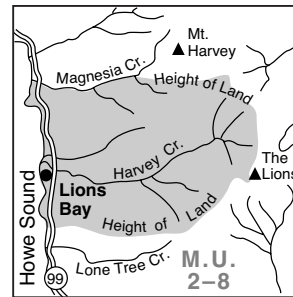 Mt.
Harvey
Magnesia Cr.
Height of Land
Harvey Cr.
The
Lions
Lions
Bay
Howe Sound
Height of Land
Lone Tree Cr.
M.U.
2–8
99